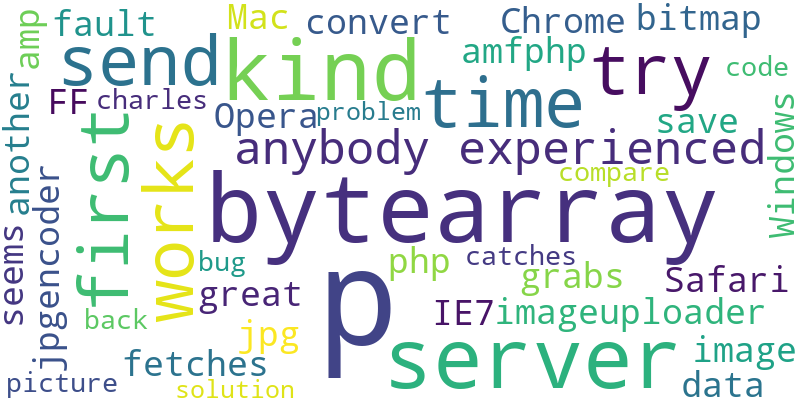 amp
fault
Mac
convert
Chrome
bitmap
send
kind
amfphp
try
code
FF
charles
Opera
problem
time
save
another
first
works
anybody experienced
compare
Windows
bytearray
seems
jpgencoder
bug
php
catches
grabs
Safari
great
p
IE7
imageuploader
back
jpg
server
image
fetches
picture
solution
data